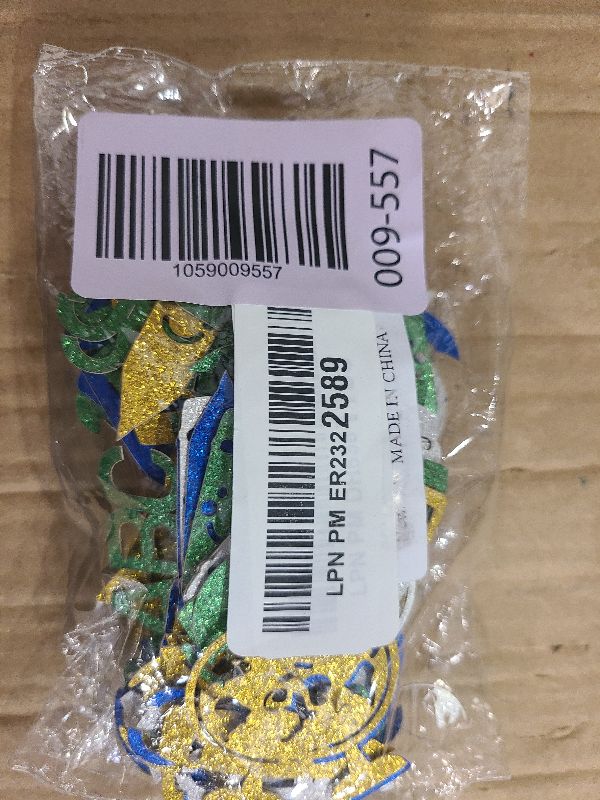 1059009557
009-557
LPN PM ER2322589
MADE IN CHINA